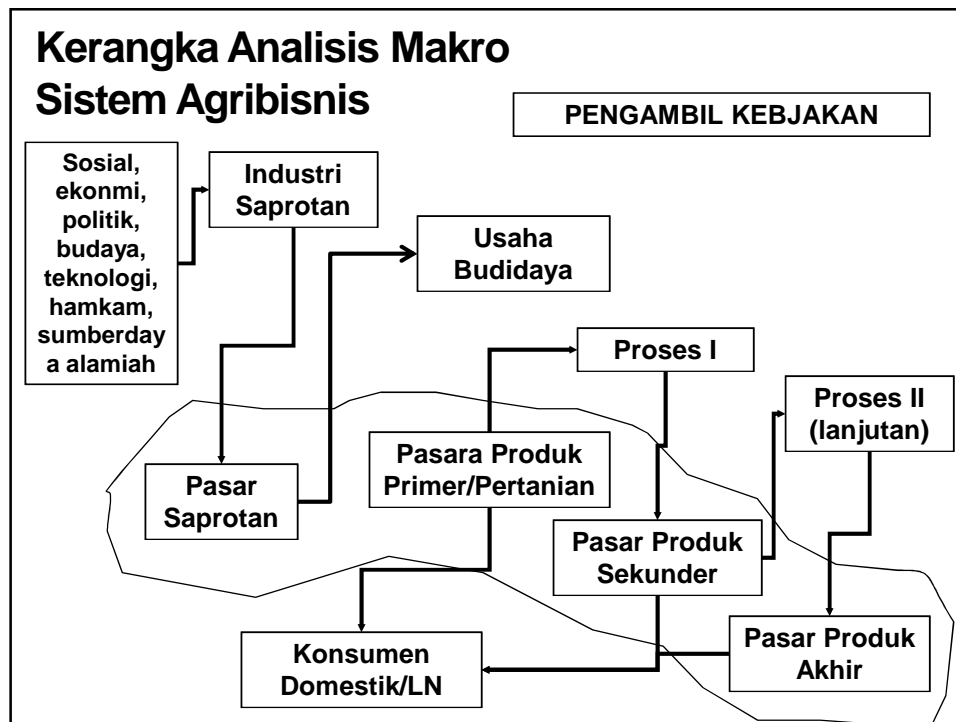 Kerangka Analisis Makro
Sistem Agribisnis
PENGAMBIL KEBJAKAN
Sosial,
ekonmi,
politik,
budaya,
teknologi,
hamkam,
sumberday
a alamiah
Industri
Saprotan
Usaha
Budidaya
Proses I
Proses II
(lanjutan)
Pasara Produk
Primer/Pertanian
Pasar
Saprotan
Pasar Produk
Sekunder
Konsumen
Domestik/LN
Pasar Produk
Akhir